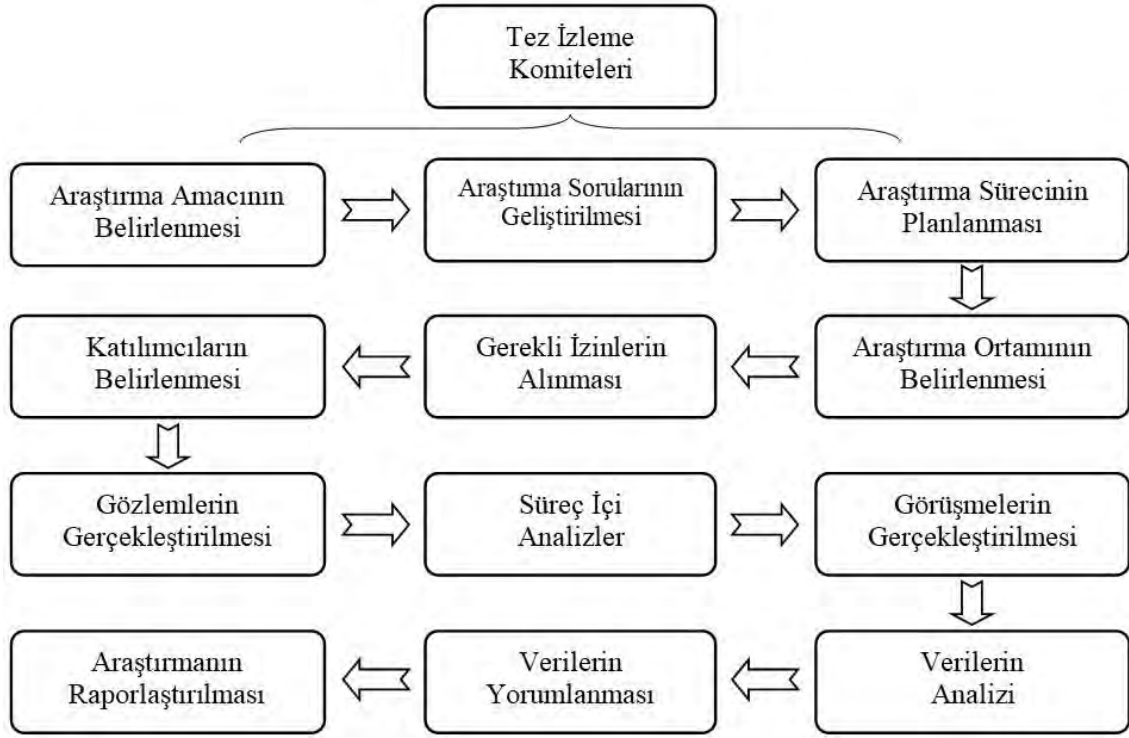 Tez İzleme
Komiteleri
Araştırma Amacının
Belirlenmesi
Araştırma Sorularının
Geliştirilmesi
Araştırma Sürecinin
Planlanması
Katılımcıların
Belirlenmesi
Gerekli İzinlerin
Alınması
Araştırma Ortamının
Belirlenmesi
Gözlemlerin
Gerçekleştirilmesi
Süreç İçi
Analizler
Görüşmelerin
Gerçekleştirilmesi
Araştırmanın
Raporlaştırılması
Verilerin
Yorumlanması
Verilerin
Analizi